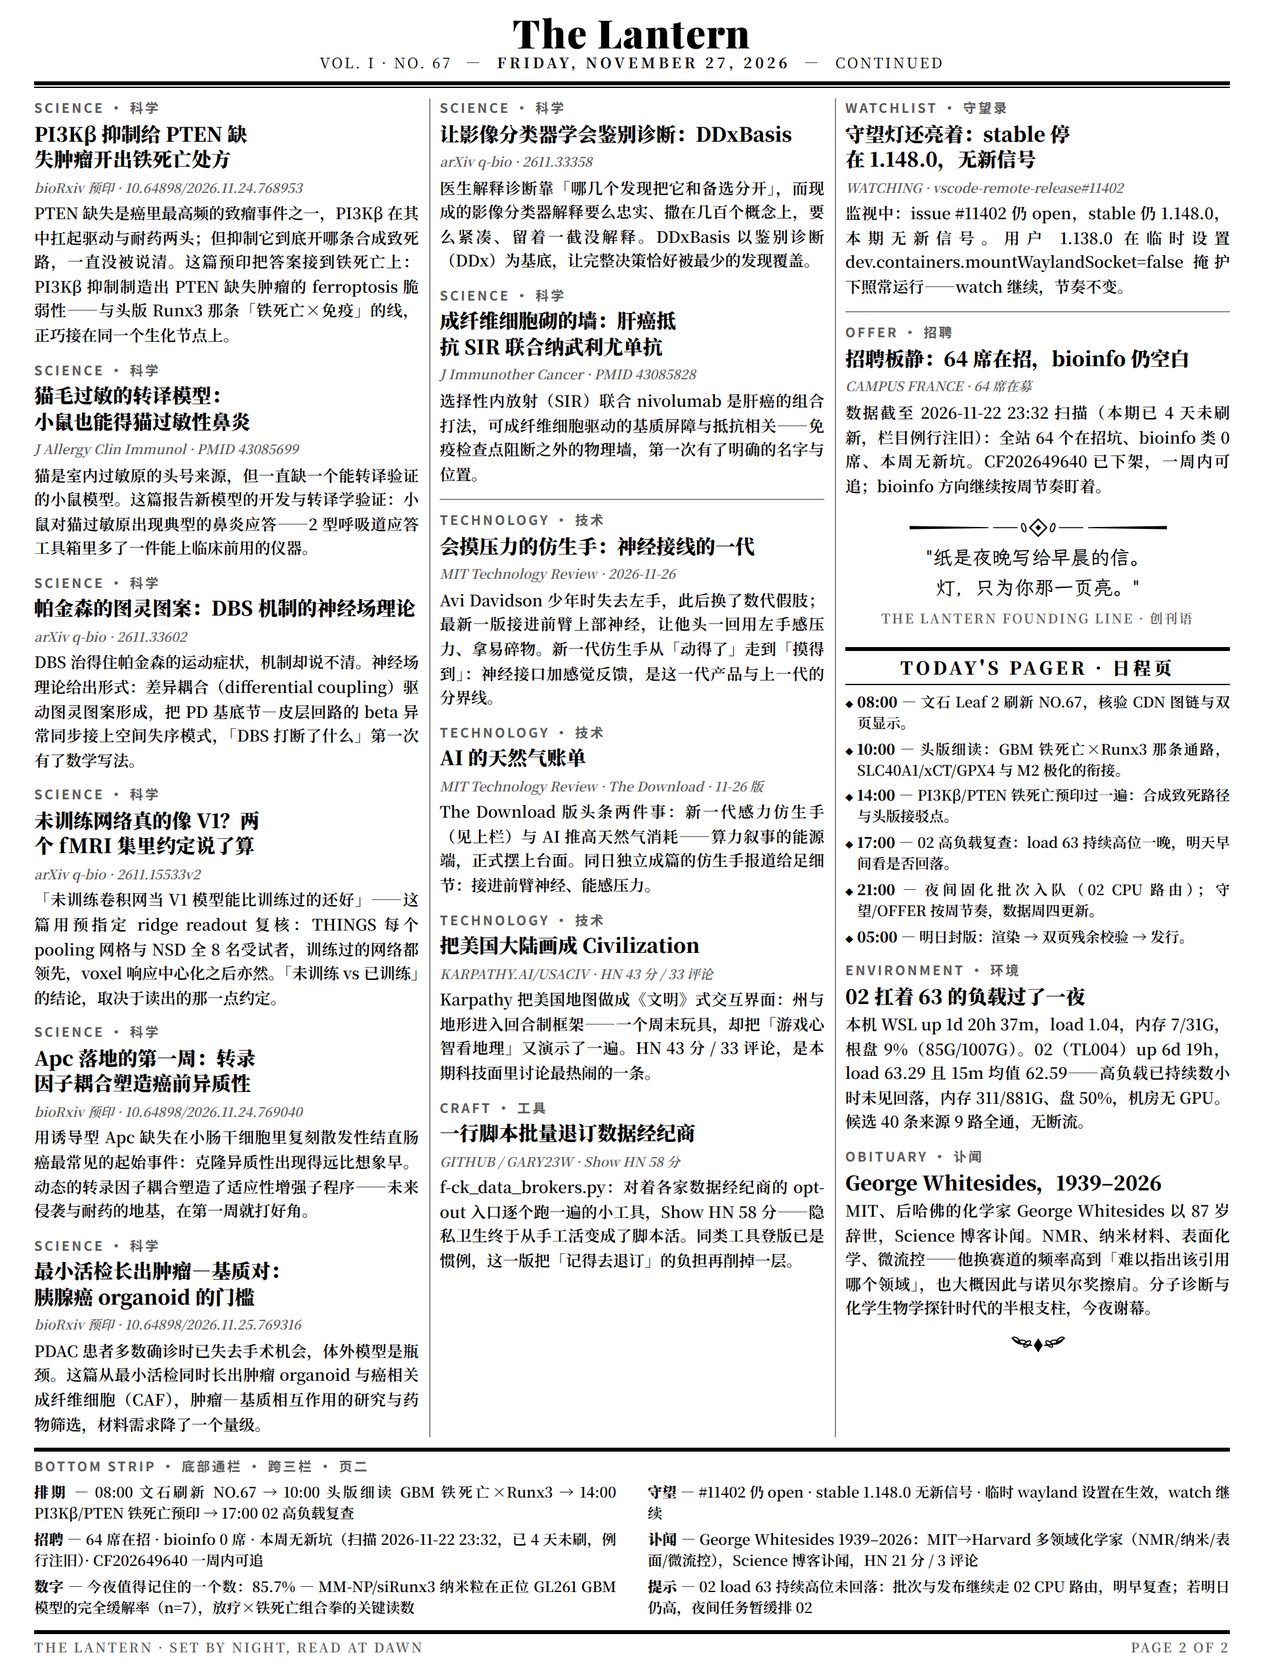 The Lantern
VOL. I · NO. 67 — FRIDAY, NOVEMBER 27, 2026 — CONTINUED
SCIENCE · 科学
PI3Kβ 抑制给 PTEN 缺
失肿瘤开出铁死亡处方
bioRxiv 预印 · 10.64898/2026.11.24.768953
PTEN 缺失是癌里最高频的致瘤事件之一，PI3Kβ 在其
中扛起驱动与耐药两头；但抑制它到底开哪条合成致死
路，一直没被说清。这篇预印把答案接到铁死亡上：
PI3Kβ 抑制制造出 PTEN 缺失肿瘤的 ferroptosis 脆
弱性——与头版 Runx3 那条「铁死亡×免疫」的线，
正巧接在同一个生化节点上。
SCIENCE · 科学
猫毛过敏的转译模型：
小鼠也能得猫过敏性鼻炎
J Allergy Clin Immunol · PMID 43085699
猫是室内过敏原的头号来源，但一直缺一个能转译验证
的小鼠模型。这篇报告新模型的开发与转译学验证：小
鼠对猫过敏原出现典型的鼻炎应答——2 型呼吸道应答
工具箱里多了一件能上临床前用的仪器。
SCIENCE · 科学
帕金森的图灵图案：DBS 机制的神经场理论
arXiv q-bio · 2611.33602
DBS 治得住帕金森的运动症状，机制却说不清。神经场
理论给出形式：差异耦合（differential coupling）驱
动图灵图案形成，把 PD 基底节—皮层回路的 beta 异
常同步接上空间失序模式，「DBS 打断了什么」第一次
有了数学写法。
SCIENCE · 科学
未训练网络真的像 V1？两
个 fMRI 集里约定说了算
arXiv q-bio · 2611.15533v2
「未训练卷积网当 V1 模型能比训练过的还好」——这
篇用预指定 ridge readout 复核：THINGS 每个
pooling 网格与 NSD 全 8 名受试者，训练过的网络都
领先，voxel 响应中心化之后亦然。「未训练 vs 已训练」
的结论，取决于读出的那一点约定。
SCIENCE · 科学
Apc 落地的第一周：转录
因子耦合塑造癌前异质性
bioRxiv 预印 · 10.64898/2026.11.24.769040
用诱导型 Apc 缺失在小肠干细胞里复刻散发性结直肠
癌最常见的起始事件：克隆异质性出现得远比想象早。
动态的转录因子耦合塑造了适应性增强子程序——未来
侵袭与耐药的地基，在第一周就打好角。
SCIENCE · 科学
最小活检长出肿瘤—基质对：
胰腺癌 organoid 的门槛
bioRxiv 预印 · 10.64898/2026.11.25.769316
PDAC 患者多数确诊时已失去手术机会，体外模型是瓶
颈。这篇从最小活检同时长出肿瘤 organoid 与癌相关
成纤维细胞（CAF），肿瘤—基质相互作用的研究与药
物筛选，材料需求降了一个量级。
SCIENCE · 科学
让影像分类器学会鉴别诊断：DDxBasis
arXiv q-bio · 2611.33358
医生解释诊断靠「哪几个发现把它和备选分开」，而现
成的影像分类器解释要么忠实、撒在几百个概念上，要
么紧凑、留着一截没解释。DDxBasis 以鉴别诊断
（DDx）为基底，让完整决策恰好被最少的发现覆盖。
SCIENCE · 科学
成纤维细胞砌的墙：肝癌抵
抗 SIR 联合纳武利尤单抗
J Immunother Cancer · PMID 43085828
选择性内放射（SIR）联合 nivolumab 是肝癌的组合
打法，可成纤维细胞驱动的基质屏障与抵抗相关——免
疫检查点阻断之外的物理墙，第一次有了明确的名字与
位置。
TECHNOLOGY · 技术
会摸压力的仿生手：神经接线的一代
MIT Technology Review · 2026-11-26
Avi Davidson 少年时失去左手，此后换了数代假肢；
最新一版接进前臂上部神经，让他头一回用左手感压
力、拿易碎物。新一代仿生手从「动得了」走到「摸得
到」：神经接口加感觉反馈，是这一代产品与上一代的
分界线。
TECHNOLOGY · 技术
AI 的天然气账单
MIT Technology Review · The Download · 11-26 版
The Download 版头条两件事：新一代感力仿生手
（见上栏）与 AI 推高天然气消耗——算力叙事的能源
端，正式摆上台面。同日独立成篇的仿生手报道给足细
节：接进前臂神经、能感压力。
TECHNOLOGY · 技术
把美国大陆画成 Civilization
KARPATHY.AI/USACIV · HN 43 分 / 33 评论
Karpathy 把美国地图做成《文明》式交互界面：州与
地形进入回合制框架——一个周末玩具，却把「游戏心
智看地理」又演示了一遍。HN 43 分 / 33 评论，是本
期科技面里讨论最热闹的一条。
CRAFT · 工具
一行脚本批量退订数据经纪商
GITHUB / GARY23W · Show HN 58 分
f-ck_data_brokers.py：对着各家数据经纪商的 opt-
out 入口逐个跑一遍的小工具，Show HN 58 分——隐
私卫生终于从手工活变成了脚本活。同类工具登版已是
惯例，这一版把「记得去退订」的负担再削掉一层。
WATCHLIST · 守望录
守望灯还亮着：stable 停
在 1.148.0，无新信号
WATCHING · vscode-remote-release#11402
监视中：issue #11402 仍 open，stable 仍 1.148.0，
本期无新信号。用户 1.138.0 在临时设置
dev.containers.mountWaylandSocket=false 掩护
下照常运行——watch 继续，节奏不变。
OFFER · 招聘
招聘板静：64 席在招，bioinfo 仍空白
CAMPUS FRANCE · 64 席在募
数据截至 2026-11-22 23:32 扫描（本期已 4 天未刷
新，栏目例行注旧）：全站 64 个在招坑、bioinfo 类 0
席、本周无新坑。CF202649640 已下架，一周内可
追；bioinfo 方向继续按周节奏盯着。
"纸是夜晚写给早晨的信。
灯，只为你那一页亮。"
THE LANTERN FOUNDING LINE · 创刊语
TODAY'S PAGER · 日程页
◆ 08:00 — 文石 Leaf 2 刷新 NO.67，核验 CDN 图链与双
页显示。
◆ 10:00 — 头版细读：GBM 铁死亡×Runx3 那条通路，
SLC40A1/xCT/GPX4 与 M2 极化的衔接。
◆ 14:00 — PI3Kβ/PTEN 铁死亡预印过一遍：合成致死路径
与头版接驳点。
◆ 17:00 — 02 高负载复查：load 63 持续高位一晚，明天早
间看是否回落。
◆ 21:00 — 夜间固化批次入队（02 CPU 路由）；守
望/OFFER 按周节奏，数据周四更新。
◆ 05:00 — 明日封版：渲染 → 双页残余校验 → 发行。
ENVIRONMENT · 环境
02 扛着 63 的负载过了一夜
本机 WSL up 1d 20h 37m，load 1.04，内存 7/31G，
根盘 9%（85G/1007G）。02（TL004）up 6d 19h，
load 63.29 且 15m 均值 62.59——高负载已持续数小
时未见回落，内存 311/881G、盘 50%，机房无 GPU。
候选 40 条来源 9 路全通，无断流。
OBITUARY · 讣闻
George Whitesides，1939–2026
MIT、后哈佛的化学家 George Whitesides 以 87 岁
辞世，Science 博客讣闻。NMR、纳米材料、表面化
学、微流控——他换赛道的频率高到「难以指出该引用
哪个领域」，也大概因此与诺贝尔奖擦肩。分子诊断与
化学生物学探针时代的半根支柱，今夜谢幕。
BOTTOM STRIP · 底部通栏 · 跨三栏 · 页二
排期 — 08:00 文石刷新 NO.67 → 10:00 头版细读 GBM 铁死亡×Runx3 → 14:00
PI3Kβ/PTEN 铁死亡预印 → 17:00 02 高负载复查
招聘 — 64 席在招 · bioinfo 0 席 · 本周无新坑（扫描 2026-11-22 23:32，已 4 天未刷，例
行注旧）· CF202649640 一周内可追
数字 — 今夜值得记住的一个数：85.7% — MM-NP/siRunx3 纳米粒在正位 GL261 GBM
模型的完全缓解率（n=7），放疗×铁死亡组合拳的关键读数
守望 — #11402 仍 open · stable 1.148.0 无新信号 · 临时 wayland 设置在生效，watch 继
续
讣闻 — George Whitesides 1939–2026：MIT→Harvard 多领域化学家（NMR/纳米/表
面/微流控），Science 博客讣闻，HN 21 分 / 3 评论
提示 — 02 load 63 持续高位未回落：批次与发布继续走 02 CPU 路由，明早复查；若明日
仍高，夜间任务暂缓排 02
THE LANTERN · SET BY NIGHT, READ AT DAWN
PAGE 2 OF 2